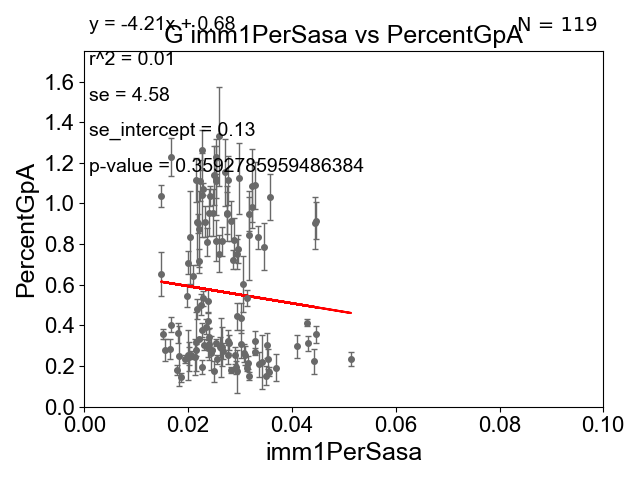 y = -4.21x + 0.68
N = 119
G imm1PerSasa vs PercentGpA
r^2 = 0.01
se = 4.58
se_intercept = 0.13
p-value = 0.3592785959486384
PercentGpA
1.6
1.4
1.2
1.0
0.8
0.6
0.4
0.2
0.0
0.00 0.02 0.04 0.06 0.08 0.10
imm1PerSasa